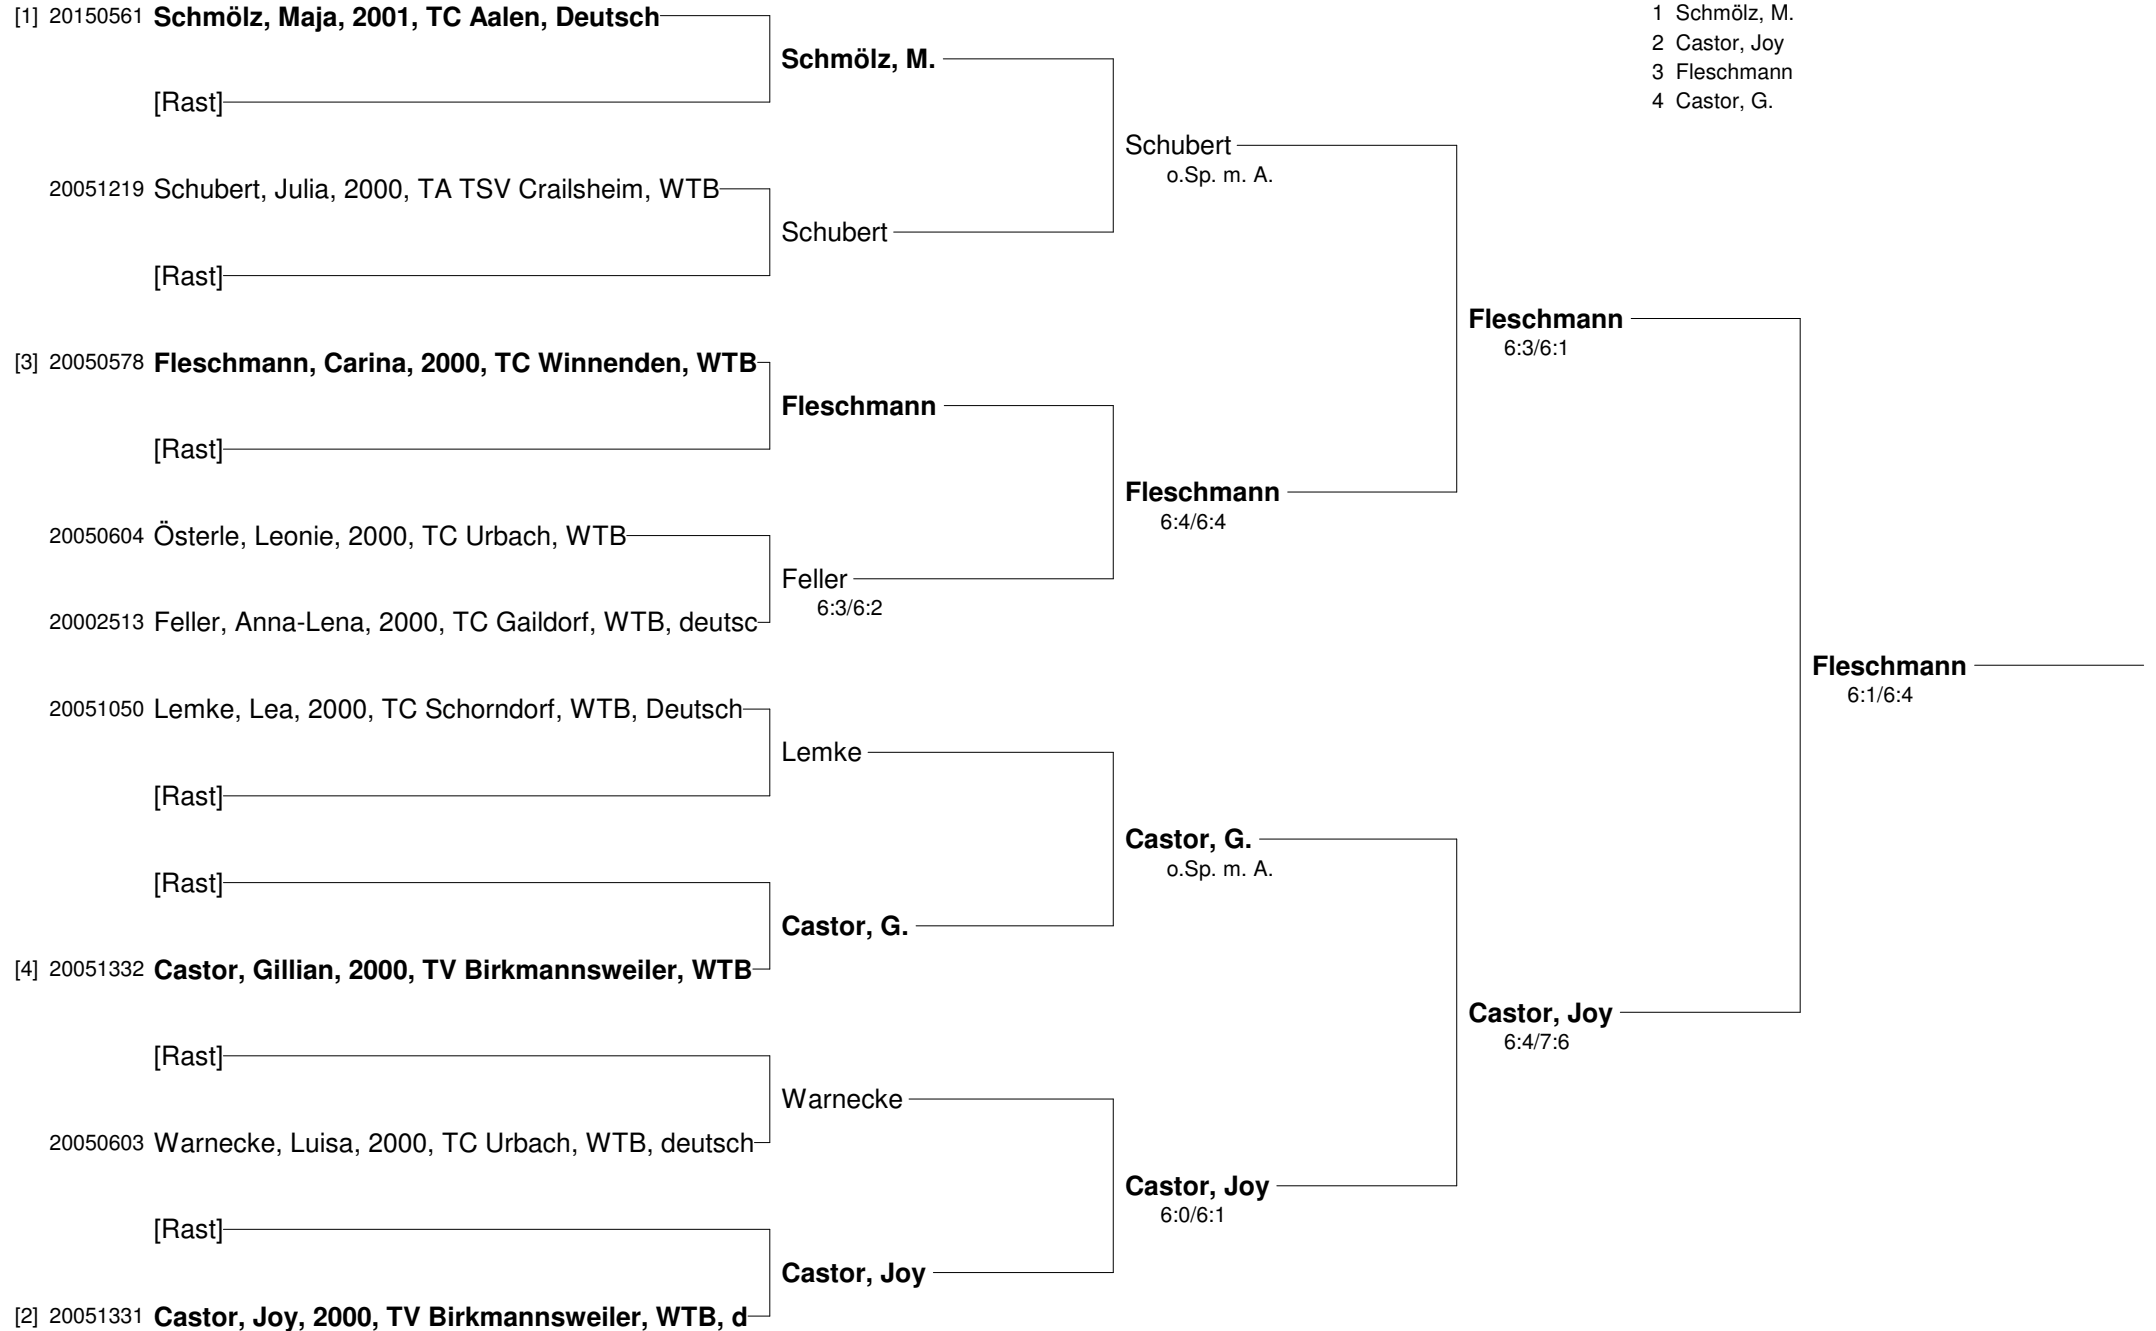 [1] 20150561 Schmölz, Maja, 2001, TC Aalen, Deutsch
[Rast]
20051219 Schubert, Julia, 2000, TA TSV Crailsheim, WTB
[Rast]
[3] 20050578 Fleschmann, Carina, 2000, TC Winnenden, WTB
[Rast]
20050604 Österle, Leonie, 2000, TC Urbach, WTB
20002513 Feller, Anna-Lena, 2000, TC Gaildorf, WTB, deutsc
20051050 Lemke, Lea, 2000, TC Schorndorf, WTB, Deutsch
[Rast]
[Rast]
[4] 20051332 Castor, Gillian, 2000, TV Birkmannsweiler, WTB
[Rast]
20050603 Warnecke, Luisa, 2000, TC Urbach, WTB, deutsch
[Rast]
[2] 20051331 Castor, Joy, 2000, TV Birkmannsweiler, WTB, d
Schmölz, M.
Schubert
Fleschmann
Feller
6:3/6:2
Lemke
Castor, G.
Warnecke
Castor, Joy
Schubert
o.Sp. m. A.
Fleschmann
6:4/6:4
Castor, G.
o.Sp. m. A.
Castor, Joy
6:0/6:1
Fleschmann
6:3/6:1
Castor, Joy
6:4/7:6
Fleschmann
6:1/6:4
1 Schmölz, M.
2 Castor, Joy
3 Fleschmann
4 Castor, G.